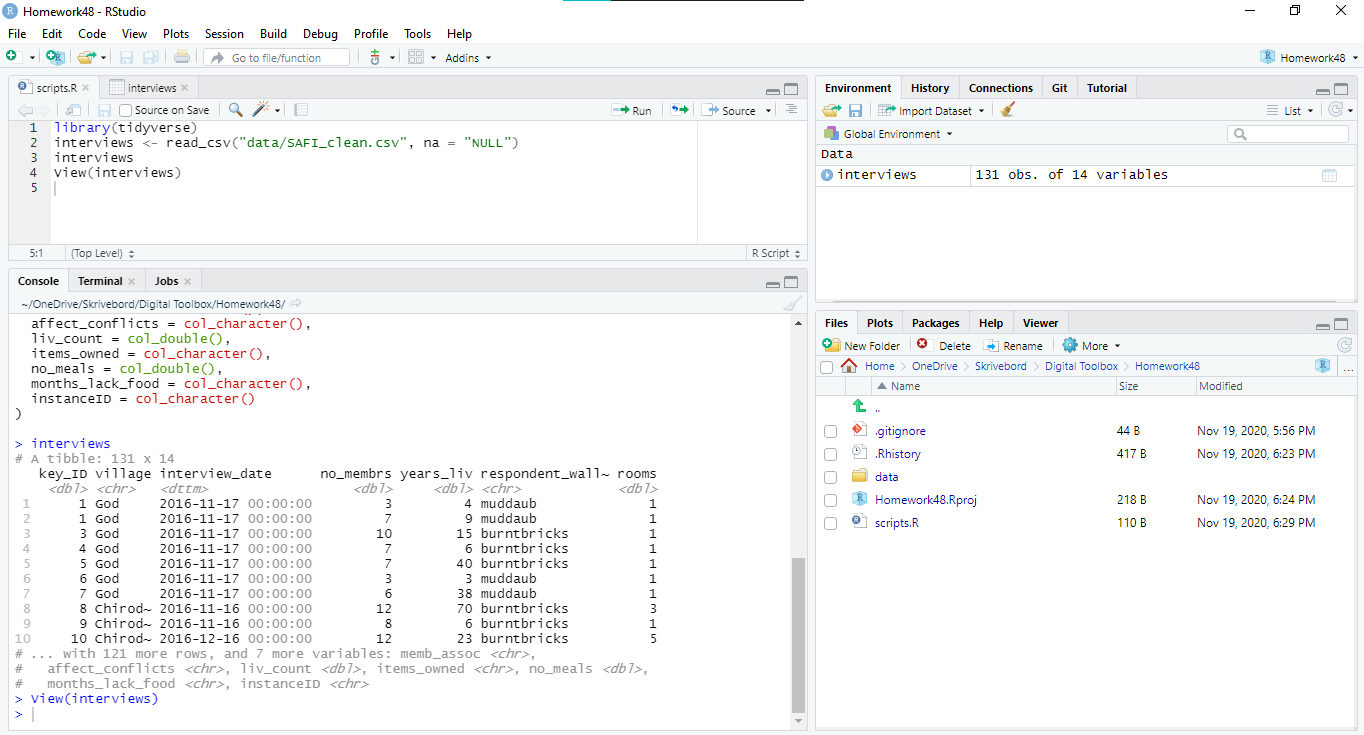 Homework48 - RStudio
File Edit Code View Plots Session Build Debug Profile Tools Help
Go to file/function Addins Homework48
scripts.R interviews
Source on Save Run Source
1 library(tidyverse)
2 interviews <- read_csv("data/SAFI_clean.csv", na = "NULL")
3 interviews
4 View(interviews)
5
5:1 (Top Level) R Script
Console Terminal Jobs
~/OneDrive/Skrivebord/Digital Toolbox/Homework48/
affect_conflicts = col_character(),
liv_count = col_double(),
items_owned = col_character(),
no_meals = col_double(),
months_lack_food = col_character(),
instanceID = col_character()
)
> interviews
# A tibble: 131 x 14
key_ID village interview_date no_membrs years_liv respondent_wall~ rooms
<dbl> <chr> <dttm> <dbl> <dbl> <chr> <dbl>
1 1 God 2016-11-17 00:00:00 3 4 muddaub 1
2 1 God 2016-11-17 00:00:00 7 9 muddaub 1
3 3 God 2016-11-17 00:00:00 10 15 burntbricks 1
4 4 God 2016-11-17 00:00:00 7 6 burntbricks 1
5 5 God 2016-11-17 00:00:00 7 40 burntbricks 1
6 6 God 2016-11-17 00:00:00 3 3 muddaub 1
7 7 God 2016-11-17 00:00:00 6 38 muddaub 1
8 8 Chirod~ 2016-11-16 00:00:00 12 70 burntbricks 3
9 9 Chirod~ 2016-11-16 00:00:00 8 6 burntbricks 1
10 10 Chirod~ 2016-12-16 00:00:00 12 23 burntbricks 5
# ... with 121 more rows, and 7 more variables: memb_assoc <chr>,
# affect_conflicts <chr>, liv_count <dbl>, items_owned <chr>, no_meals <dbl>,
# months_lack_food <chr>, instanceID <chr>
> View(interviews)
>
Environment History Connections Git Tutorial
Import Dataset List
Global Environment
Data
interviews 131 obs. of 14 variables
Files Plots Packages Help Viewer
New Folder Delete Rename More
Home OneDrive Skrivebord Digital Toolbox Homework48 ...
Name Size Modified
..
.gitignore 44 B Nov 19, 2020, 5:56 PM
.Rhistory 417 B Nov 19, 2020, 6:23 PM
data
Homework48.Rproj 218 B Nov 19, 2020, 6:24 PM
scripts.R 110 B Nov 19, 2020, 6:29 PM